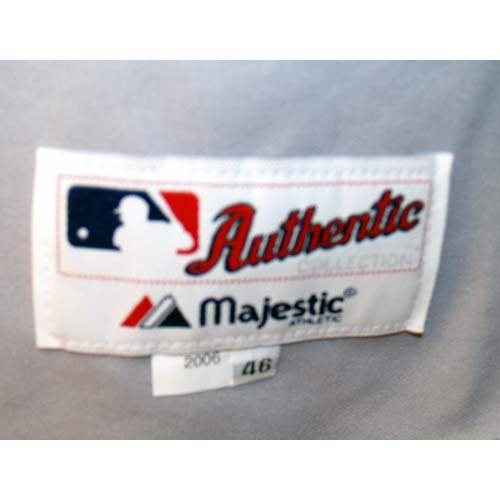 Authentic
COLLECTION
Majestic®
ATHLETIC
2006 46